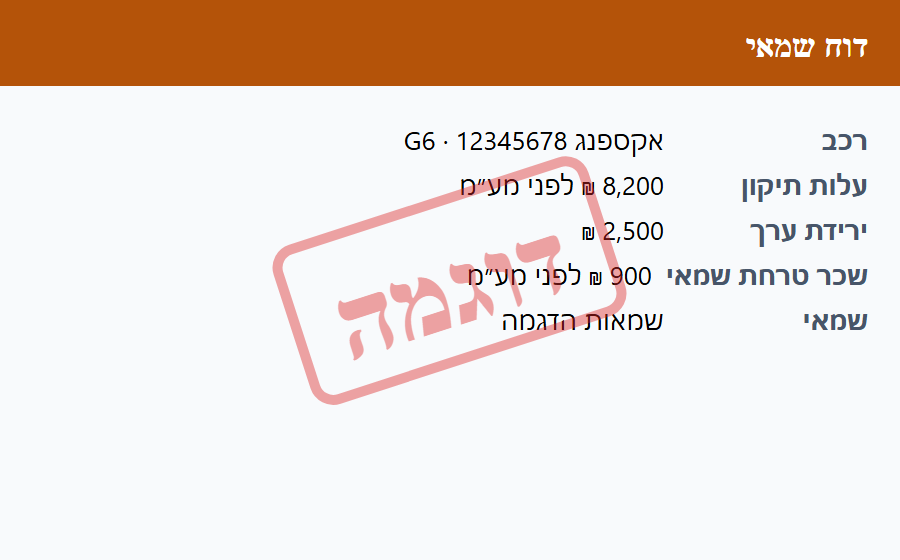 דוח שמאי
רכב אקספנג G6 · 12345678
עלות תיקון 8,200 ₪ לפני מע״מ
ירידת ערך 2,500 ₪
שכר טרחת שמאי 900 ₪ לפני מע״מ
שמאי שמאות הדגמה
דוגמה